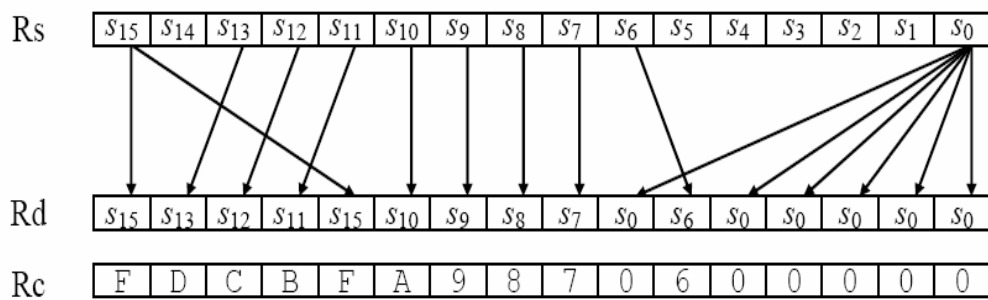 Rs s15 s14 s13 s12 s11 s10 s9 s8 s7 s6 s5 s4 s3 s2 s1 s0
Rd s15 s13 s12 s11 s15 s10 s9 s8 s7 s0 s6 s0 s0 s0 s0 s0
Rc F D C B F A 9 8 7 0 6 0 0 0 0 0